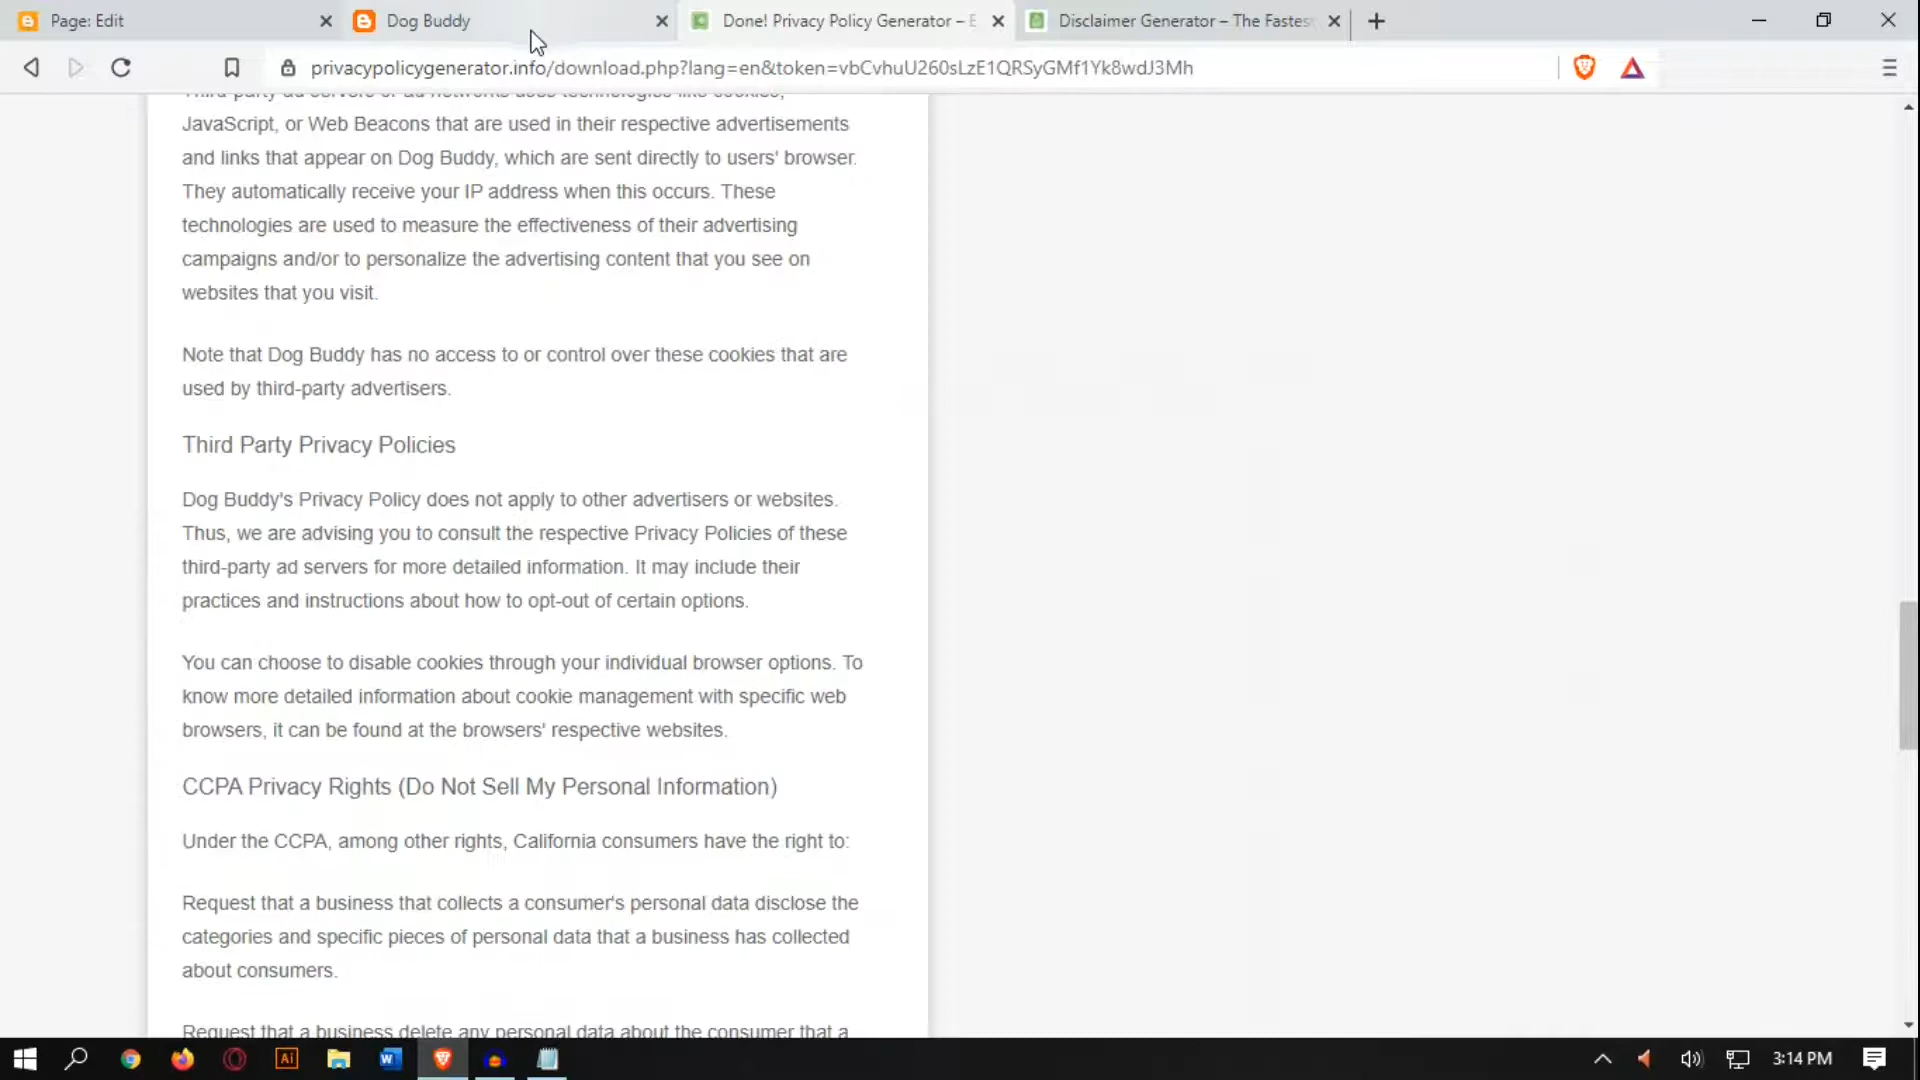 Page: Edit
Dog Buddy
Done! Privacy Policy Generator – E
Disclaimer Generator – The Fastes
privacypolicygenerator.info/download.php?lang=en&token=vbCvhuU260sLzE1QRSyGMf1Yk8wdJ3Mh
Third-party ad servers or ad networks uses technologies like cookies,
JavaScript, or Web Beacons that are used in their respective advertisements
and links that appear on Dog Buddy, which are sent directly to users' browser.
They automatically receive your IP address when this occurs. These
technologies are used to measure the effectiveness of their advertising
campaigns and/or to personalize the advertising content that you see on
websites that you visit.
Note that Dog Buddy has no access to or control over these cookies that are
used by third-party advertisers.
Third Party Privacy Policies
Dog Buddy's Privacy Policy does not apply to other advertisers or websites.
Thus, we are advising you to consult the respective Privacy Policies of these
third-party ad servers for more detailed information. It may include their
practices and instructions about how to opt-out of certain options.
You can choose to disable cookies through your individual browser options. To
know more detailed information about cookie management with specific web
browsers, it can be found at the browsers' respective websites.
CCPA Privacy Rights (Do Not Sell My Personal Information)
Under the CCPA, among other rights, California consumers have the right to:
Request that a business that collects a consumer's personal data disclose the
categories and specific pieces of personal data that a business has collected
about consumers.
Request that a business delete any personal data about the consumer that a
Ai
W
3:14 PM